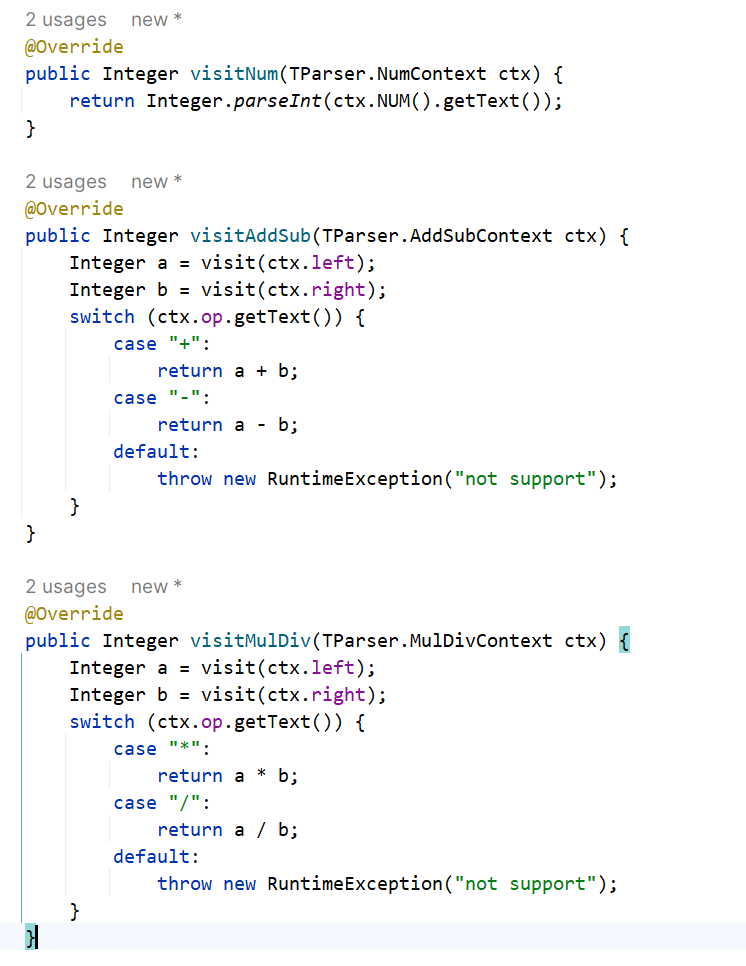 2 usages new *
@Override
public Integer visitNum(TParser.NumContext ctx) {
    return Integer.parseInt(ctx.NUM().getText());
}

2 usages new *
@Override
public Integer visitAddSub(TParser.AddSubContext ctx) {
    Integer a = visit(ctx.left);
    Integer b = visit(ctx.right);
    switch (ctx.op.getText()) {
        case "+":
            return a + b;
        case "-":
            return a - b;
        default:
            throw new RuntimeException("not support");
    }
}

2 usages new *
@Override
public Integer visitMulDiv(TParser.MulDivContext ctx) {
    Integer a = visit(ctx.left);
    Integer b = visit(ctx.right);
    switch (ctx.op.getText()) {
        case "*":
            return a * b;
        case "/":
            return a / b;
        default:
            throw new RuntimeException("not support");
    }
}